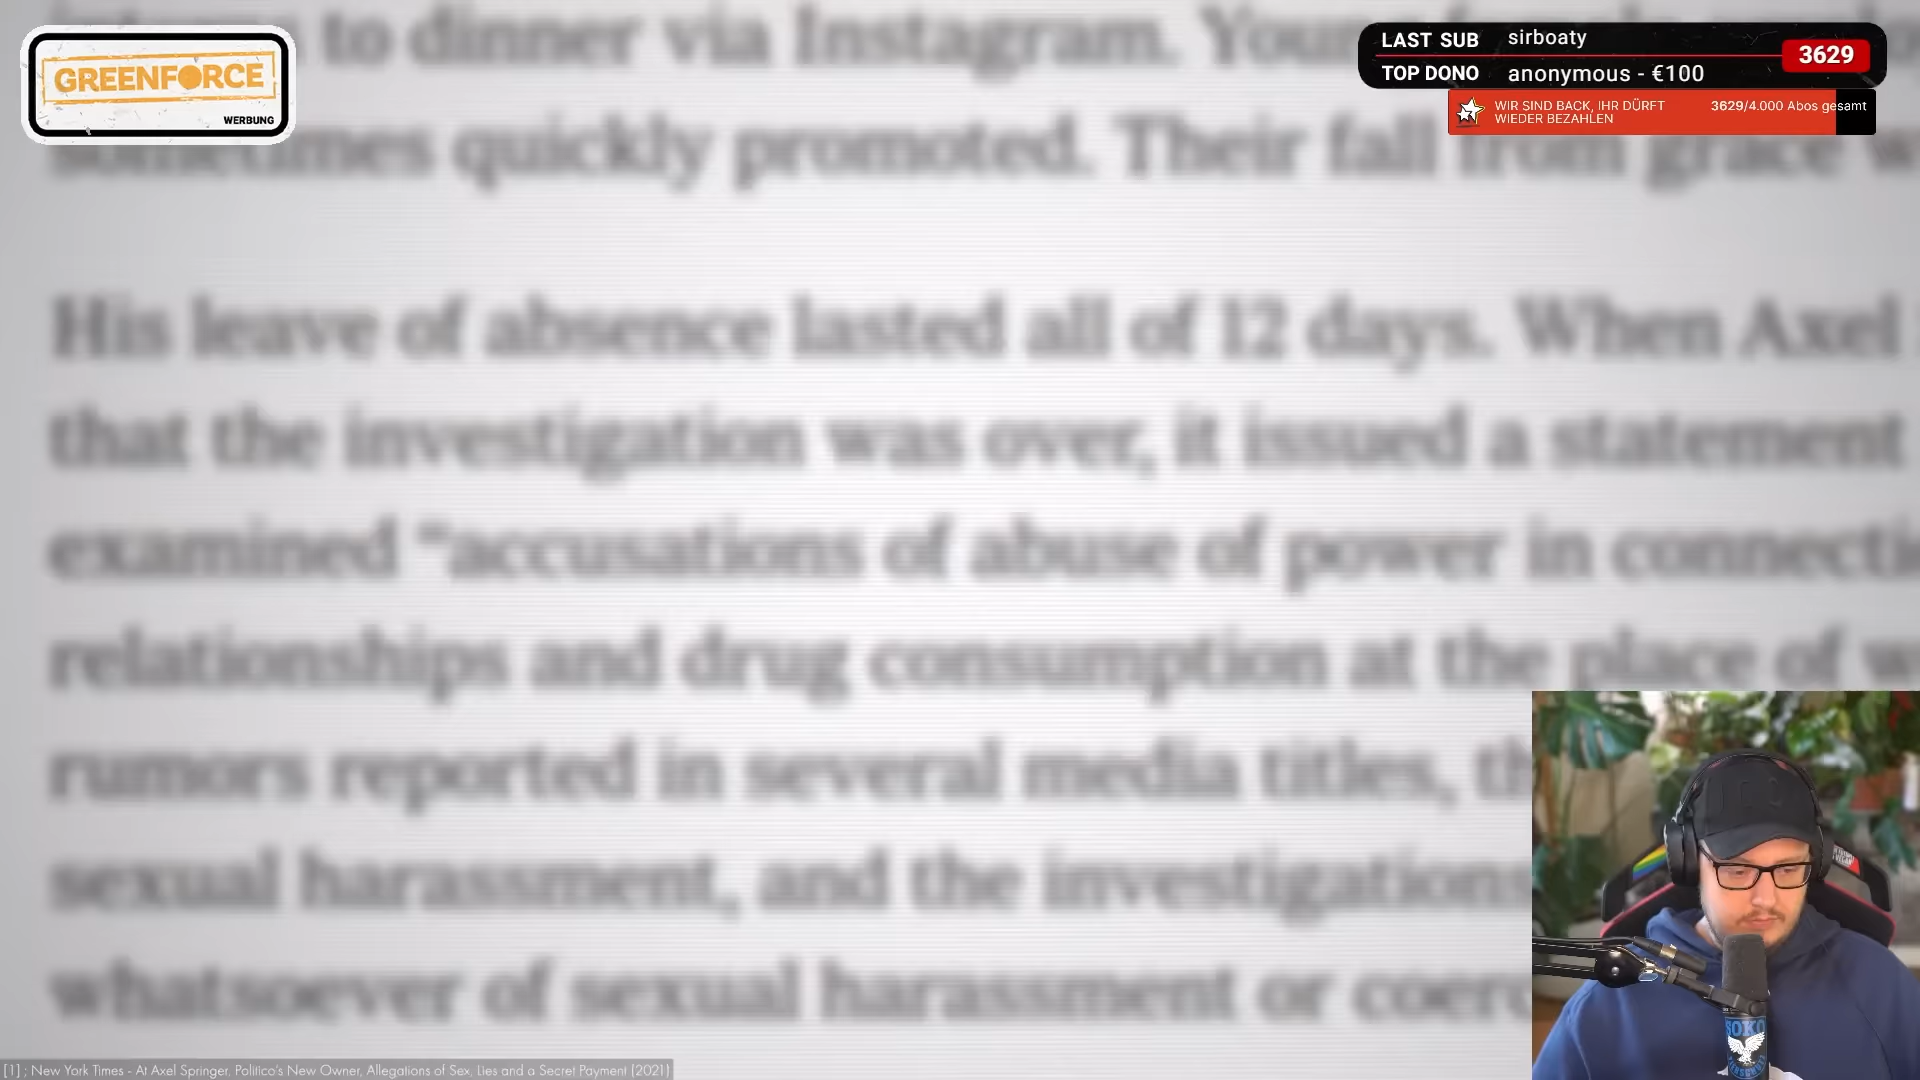 GREENFORCE
WERBUNG
LAST SUB sirboaty
TOP DONO anonymous - €100
3629
WIR SIND BACK, IHR DÜRFT
WIEDER BEZAHLEN
3629/4.000 Abos gesamt
to dinner via Instagram.
sometimes quickly promoted. Their fall from grace
His leave of absence lasted all of 12 days. When Axel
that the investigation was over, it issued a statement
examined “accusations of abuse of power in connecti
relationships and drug consumption at the place of w
rumors reported in several media titles, th
sexual harassment, and the investigations
whatsoever of sexual harassment or coerc
SOKO
[1] ; New York Times - At Axel Springer, Politico's New Owner, Allegations of Sex, Lies and a Secret Payment (2021)